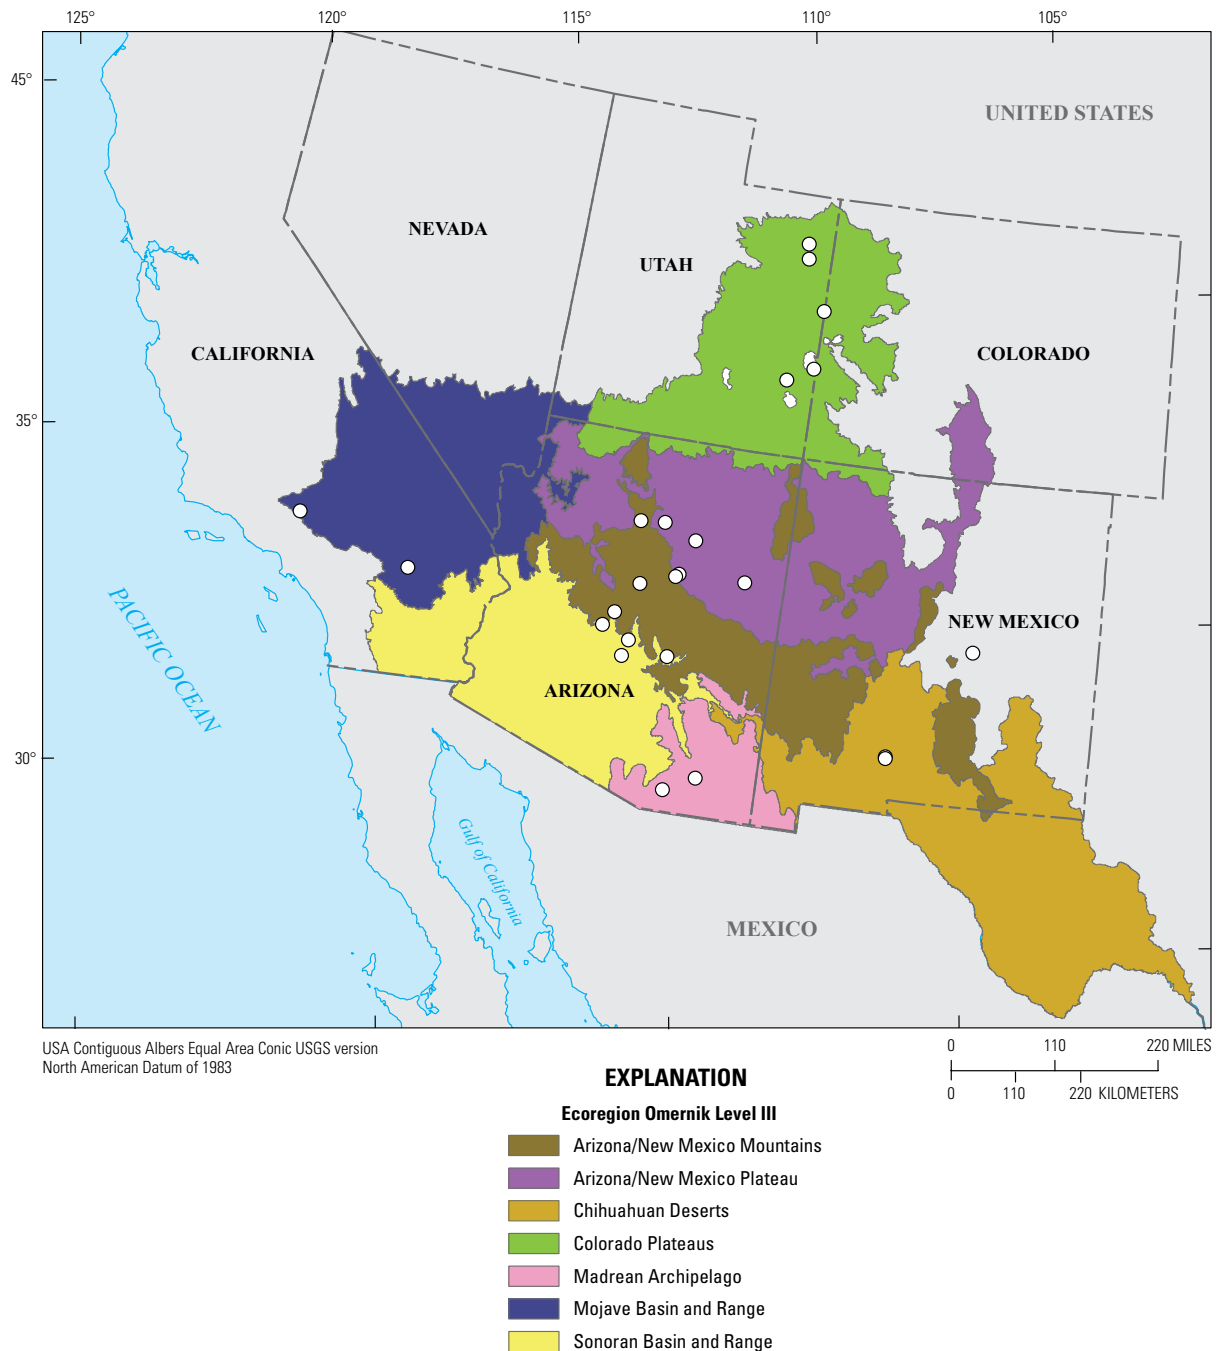 125°
120°
115°
110°
105°
45°
UNITED STATES
NEVADA
UTAH
CALIFORNIA
COLORADO
35°
PACIFIC OCEAN
NEW MEXICO
ARIZONA
30°
Gulf of California
MEXICO
USA Contiguous Albers Equal Area Conic USGS version
North American Datum of 1983
0 110 220 MILES
0 110 220 KILOMETERS
EXPLANATION
Ecoregion Omernik Level III
Arizona/New Mexico Mountains
Arizona/New Mexico Plateau
Chihuahuan Deserts
Colorado Plateaus
Madrean Archipelago
Mojave Basin and Range
Sonoran Basin and Range